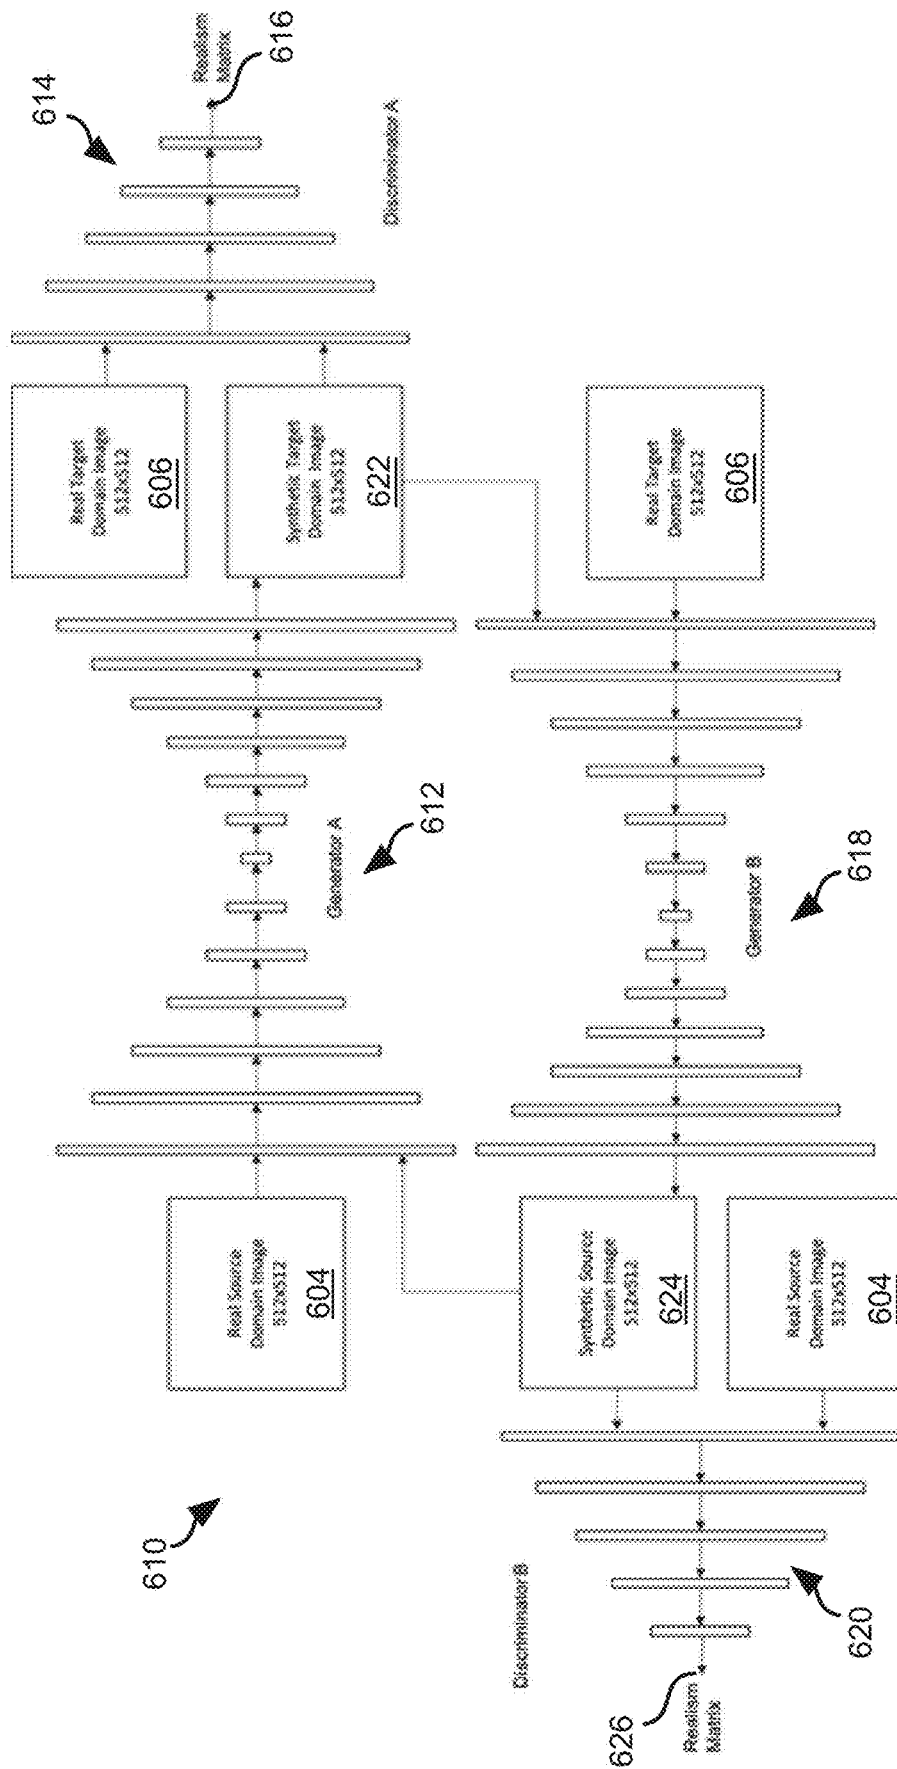 610
Real Source
Domain Image
512x512
604
Generator A
612
Real Target
Domain Image
512x512
606
Synthetic Target
Domain Image
512x512
622
614
Discriminator A
Realism
Matrix
616
626
Realism
Matrix
Discriminator B
620
Synthetic Source
Domain Image
512x512
624
Real Source
Domain Image
512x512
604
Generator B
618
Real Target
Domain Image
512x512
606